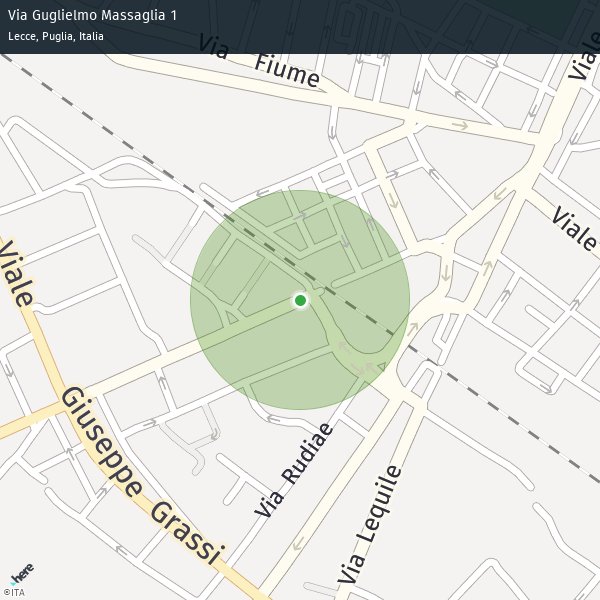 Via Guglielmo Massaglia 1
Lecce, Puglia, Italia
Via Fiume
Viale
Viale
Viale
Giuseppe Grassi
Via Rudiae
Via Lequile
here
©ITA